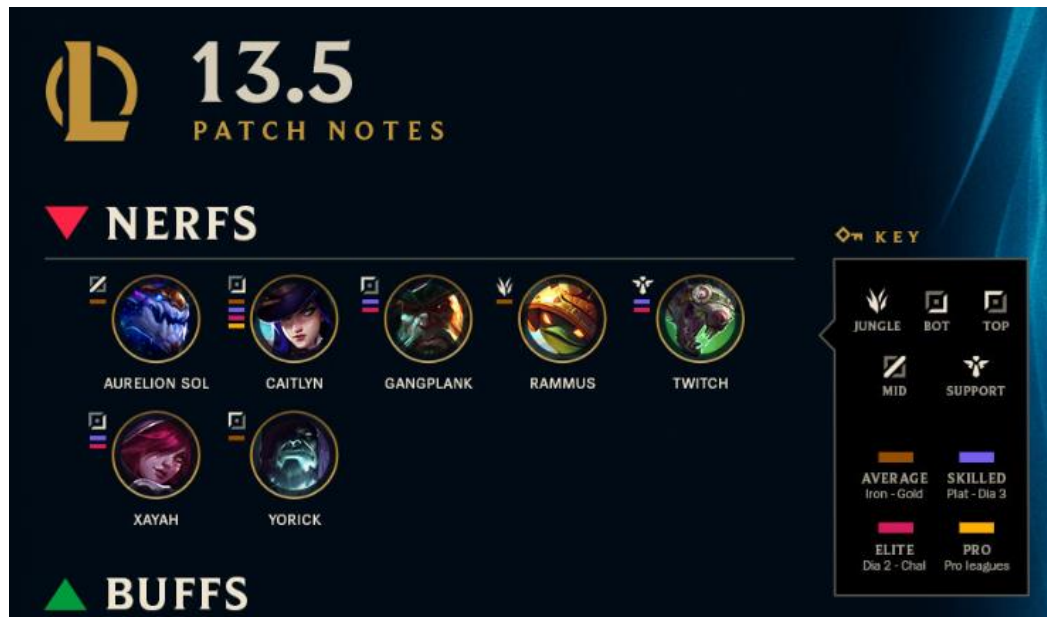 13.5
PATCH NOTES
NERFS
KEY
JUNGLE BOT TOP
MID SUPPORT
AVERAGE SKILLED
Iron - Gold Plat - Dia 3
ELITE PRO
Dia 2 - Chal Pro leagues
AURELION SOL CAITLYN GANGPLANK RAMMUS TWITCH
XAYAH YORICK
BUFFS